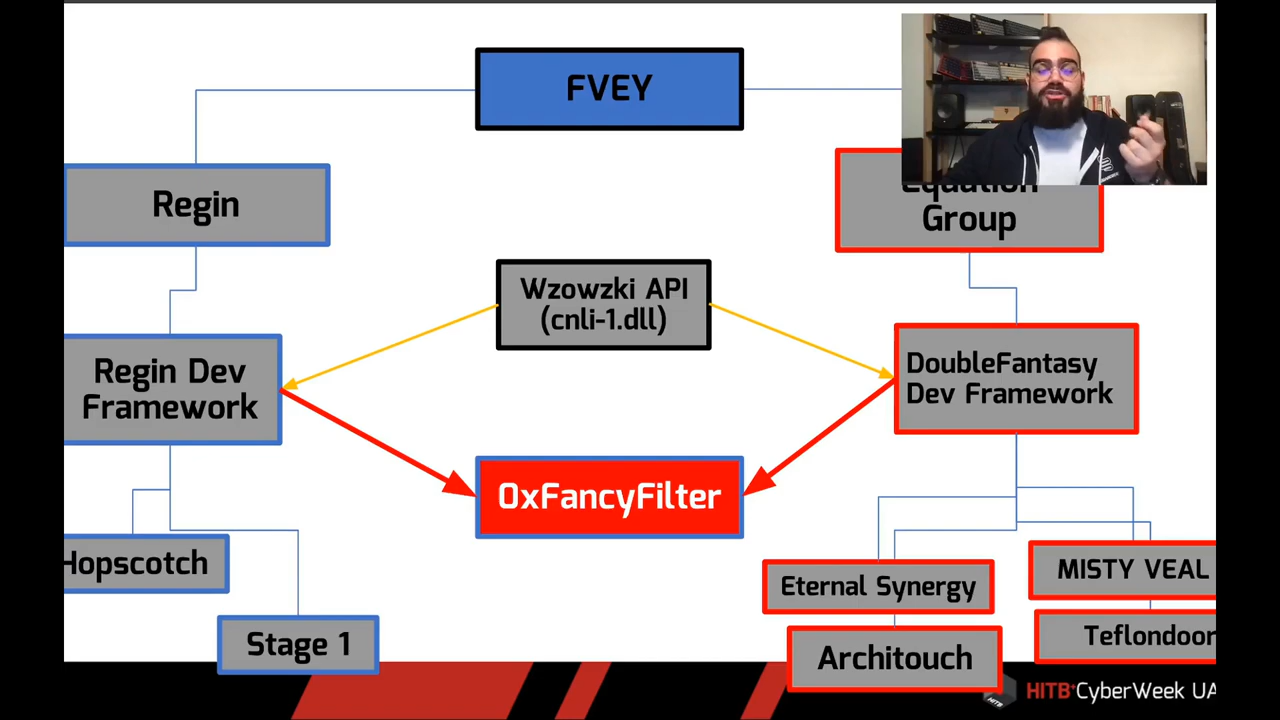 FVEY
Regin
Equation
Group
Wzowzki API
(cnli-1.dll)
Regin Dev
Framework
DoubleFantasy
Dev Framework
0xFancyFilter
Hopscotch
Eternal Synergy
MISTY VEAL
Stage 1
Teflondoor
Architouch
HITB+CyberWeek UA